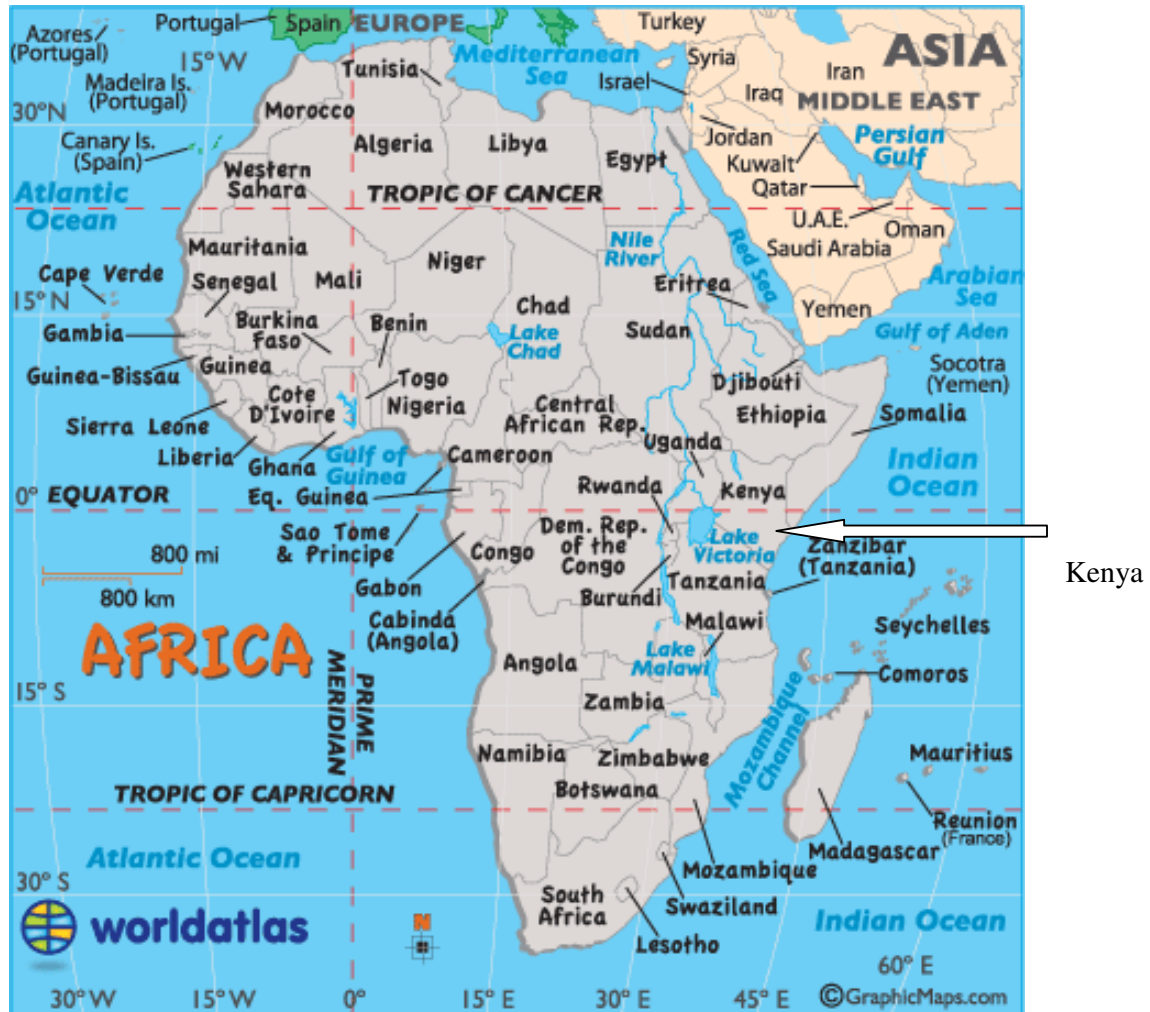 Azores
(Portugal)
Portugal
Spain
EUROPE
Turkey
ASIA
15° W
Mediterranean
Sea
Syria
Iran
Tunisia
Israel
Iraq
MIDDLE EAST
Madeira Is.
(Portugal)
Morocco
30° N
Canary Is.
(Spain)
Algeria
Libya
Egypt
Jordan
Kuwait
Persian
Gulf
Qatar
Western
Sahara
TROPIC OF CANCER
Atlantic
Ocean
U.A.E.
Oman
Saudi Arabia
Mauritania
Nile
River
Red Sea
Niger
Mali
Cape Verde
Senegal
Eritrea
Arabian
Sea
15° N
Chad
Yemen
Gambia
Burkina
Faso
Benin
Lake
Chad
Sudan
Gulf of Aden
Guinea-Bissau
Guinea
Togo
Djibouti
Socotra
(Yemen)
Cote
D'Ivoire
Nigeria
Central
African Rep.
Ethiopia
Somalia
Sierra Leone
Liberia
Ghana
Gulf of
Guinea
Cameroon
Uganda
Indian
Ocean
0° EQUATOR
Eq. Guinea
Rwanda
Kenya
Sao Tome
& Principe
Dem. Rep.
of the
Congo
Lake
Victoria
Zanzibar
(Tanzania)
Kenya
800 mi
800 km
Congo
Gabon
Tanzania
Burundi
Cabinda
(Angola)
Malawi
Seychelles
AFRICA
Angola
Lake
Malawi
Comoros
15° S
PRIME
MERIDIAN
Zambia
Mozambique
Channel
Namibia
Zimbabwe
Mauritius
Botswana
TROPIC OF CAPRICORN
Reunion
(France)
Madagascar
Atlantic Ocean
Mozambique
30° S
South
Africa
Swaziland
Lesotho
Indian Ocean
worldatlas
N
60° E
30° W
15° W
0°
15° E
30° E
45° E
©GraphicMaps.com